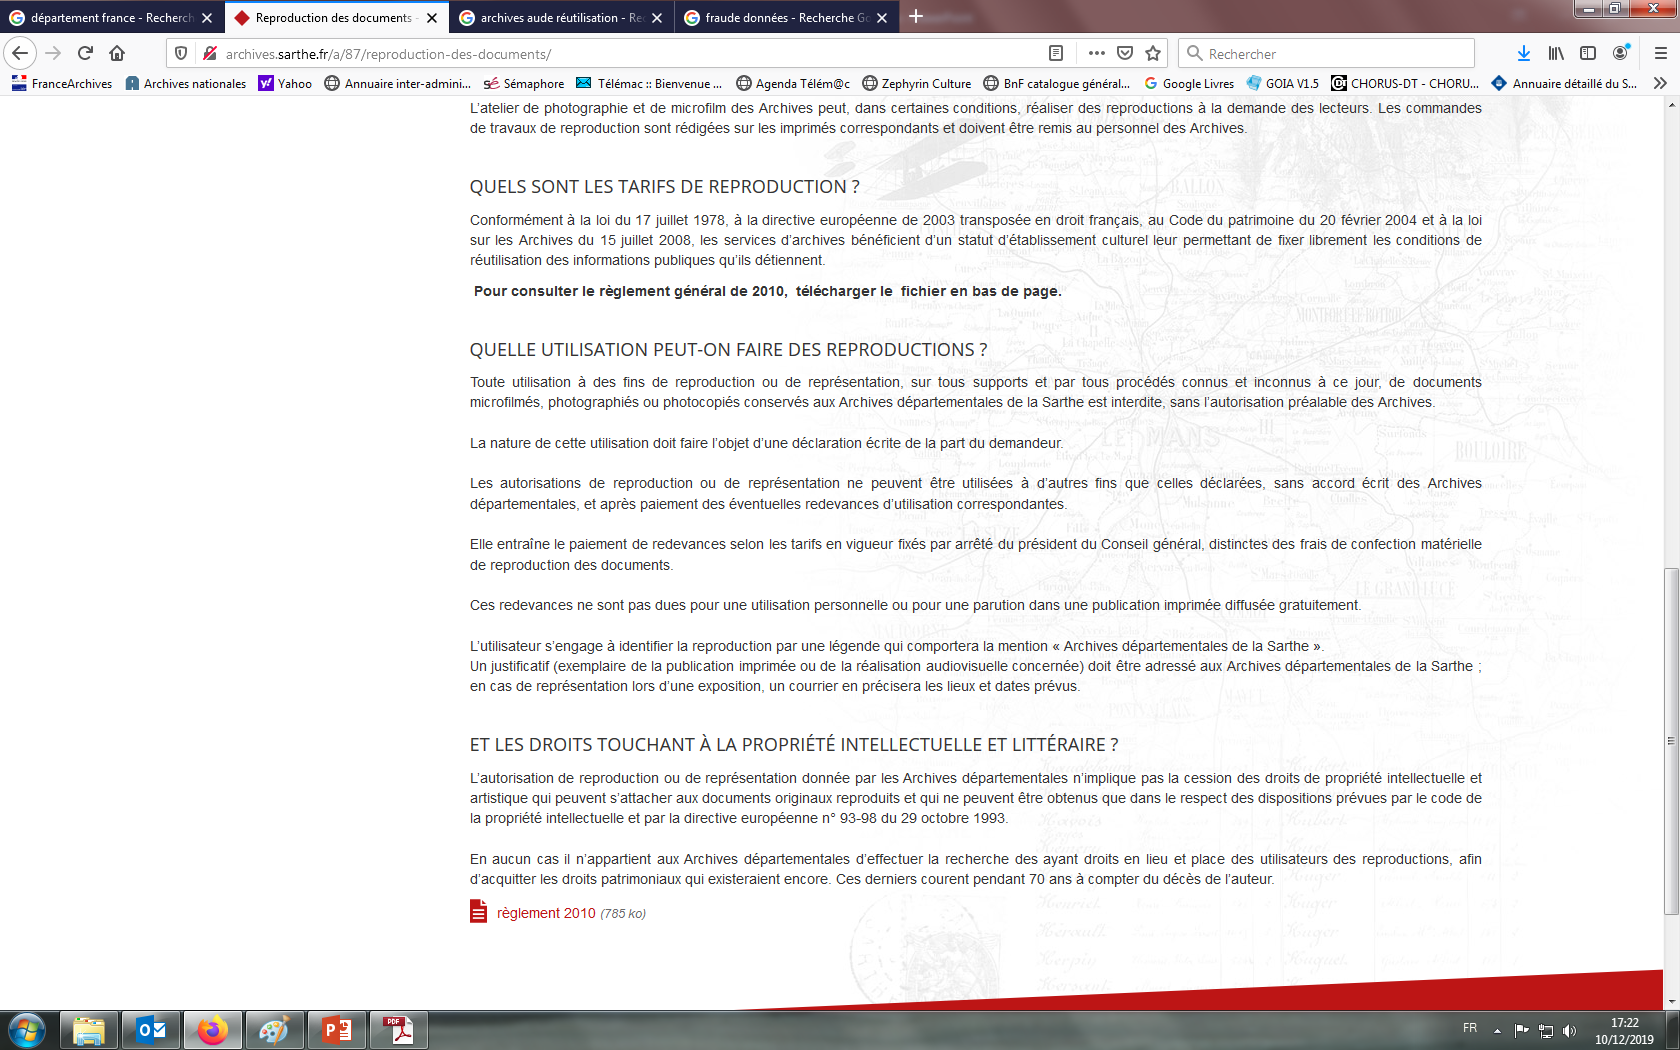 département france - Recherch
Reproduction des documents -
archives aude réutilisation - Re
fraude données - Recherche Go
archives.sarthe.fr/a/87/reproduction-des-documents/
Rechercher
FranceArchives
Archives nationales
Yahoo
Annuaire inter-admini...
Sémaphore
Télémac :: Bienvenue ...
Agenda Télém@c
Zephyrin Culture
BnF catalogue général...
Google Livres
GOIA V1.5
CHORUS-DT - CHORU...
Annuaire détaillé du S...
L'atelier de photographie et de microfilm des Archives peut, dans certaines conditions, réaliser des reproductions à la demande des lecteurs. Les commandes
de travaux de reproduction sont rédigées sur les imprimés correspondants et doivent être remis au personnel des Archives.
QUELS SONT LES TARIFS DE REPRODUCTION ?
Conformément à la loi du 17 juillet 1978, à la directive européenne de 2003 transposée en droit français, au Code du patrimoine du 20 février 2004 et à la loi
sur les Archives du 15 juillet 2008, les services d'archives bénéficient d'un statut d'établissement culturel leur permettant de fixer librement les conditions de
réutilisation des informations publiques qu'ils détiennent.
Pour consulter le règlement général de 2010, télécharger le fichier en bas de page.
QUELLE UTILISATION PEUT-ON FAIRE DES REPRODUCTIONS ?
Toute utilisation à des fins de reproduction ou de représentation, sur tous supports et par tous procédés connus et inconnus à ce jour, de documents
microfilmés, photographiés ou photocopiés conservés aux Archives départementales de la Sarthe est interdite, sans l'autorisation préalable des Archives.
La nature de cette utilisation doit faire l'objet d'une déclaration écrite de la part du demandeur.
Les autorisations de reproduction ou de représentation ne peuvent être utilisées à d'autres fins que celles déclarées, sans accord écrit des Archives
départementales, et après paiement des éventuelles redevances d'utilisation correspondantes.
Elle entraîne le paiement de redevances selon les tarifs en vigueur fixés par arrêté du président du Conseil général, distinctes des frais de confection matérielle
de reproduction des documents.
Ces redevances ne sont pas dues pour une utilisation personnelle ou pour une parution dans une publication imprimée diffusée gratuitement.
L'utilisateur s'engage à identifier la reproduction par une légende qui comportera la mention « Archives départementales de la Sarthe ».
Un justificatif (exemplaire de la publication imprimée ou de la réalisation audiovisuelle concernée) doit être adressé aux Archives départementales de la Sarthe ;
en cas de représentation lors d'une exposition, un courrier en précisera les lieux et dates prévus.
ET LES DROITS TOUCHANT À LA PROPRIÉTÉ INTELLECTUELLE ET LITTÉRAIRE ?
L'autorisation de reproduction ou de représentation donnée par les Archives départementales n'implique pas la cession des droits de propriété intellectuelle et
artistique qui peuvent s'attacher aux documents originaux reproduits et qui ne peuvent être obtenus que dans le respect des dispositions prévues par le code de
la propriété intellectuelle et par la directive européenne n° 93-98 du 29 octobre 1993.
En aucun cas il n'appartient aux Archives départementales d'effectuer la recherche des ayant droits en lieu et place des utilisateurs des reproductions, afin
d'acquitter les droits patrimoniaux qui existeraient encore. Ces derniers courent pendant 70 ans à compter du décès de l'auteur.
règlement 2010 (785 ko)
BALLON
LE MANS
BOULOIRE
LE GRAND LUCE
FR
17:22
10/12/2019